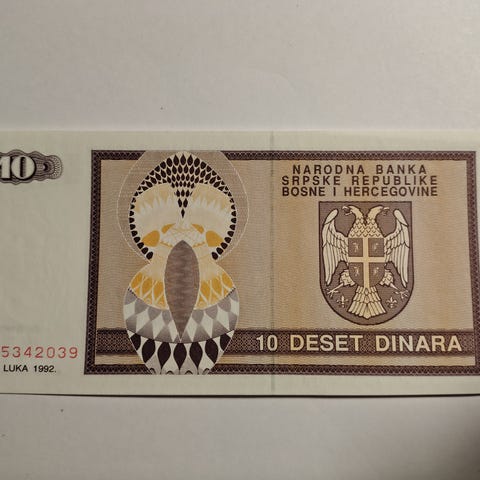 10
NARODNA BANKA
SRPSKE REPUBLIKE
BOSNE I HERCEGOVINE
10 DESET DINARA
5342039
LUKA 1992.